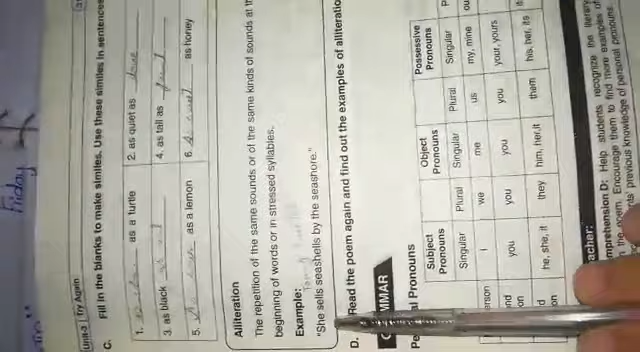 Friday
Unit-3 Try Again
C. Fill in the blanks to make similes. Use these similes in sentences
1. as a turtle
2. as quiet as
3. as black
4. as tall as
5. as a lemon
6. as honey
Alliteration
The repetition of the same sounds or of the same kinds of sounds at th
beginning of words or in stressed syllables.
Example:
"She sells seashells by the seashore."
D. Read the poem again and find out the examples of alliteratio
MMAR
Pronouns
Subject Pronouns Object Pronouns Possessive Pronouns
Singular Plural Singular Plural Singular P
erson I we me us my, mine ou
you you you you your, yours
he, she, it they him, her,it them his, her, its
acher:
mprehension D: Help students recognize the literary
the poem. Encourage them to find more examples of
previous knowledge of personal pronouns.